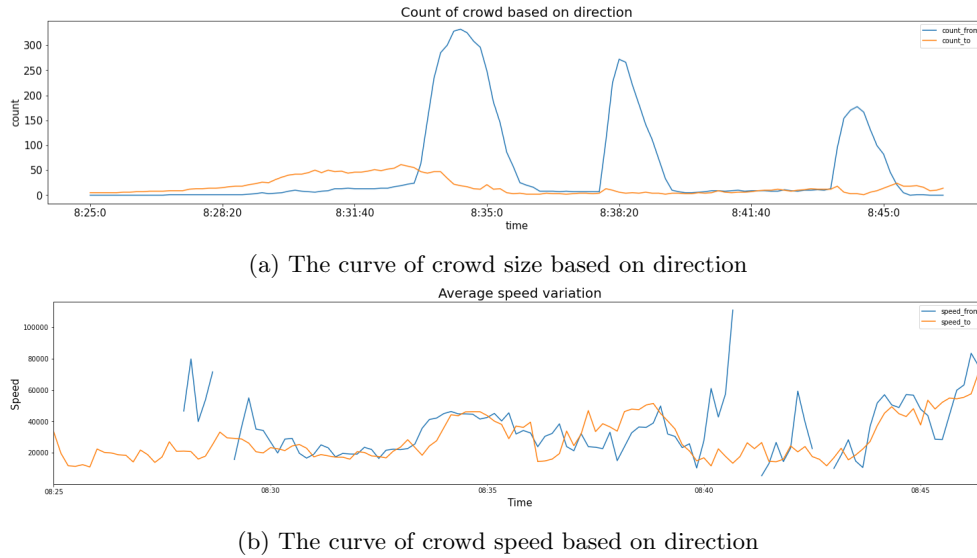 Count of crowd based on direction
count_from
count_to
300
250
200
150
100
50
0
count
8:25:0 8:28:20 8:31:40 8:35:0 8:38:20 8:41:40 8:45:0
time
(a) The curve of crowd size based on direction
Average speed variation
speed_from
speed_to
100000
80000
60000
40000
20000
Speed
08:25 08:30 08:35 08:40 08:45
Time
(b) The curve of crowd speed based on direction